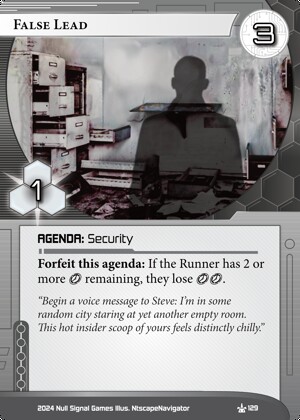 False Lead
3
1
AGENDA: Security
Forfeit this agenda: If the Runner has 2 or
more remaining, they lose .
“Begin a voice message to Steve: I’m in some
random city staring at yet another empty room.
This hot insider scoop of yours feels distinctly chilly.”
2024 Null Signal Games Illus. NtscapeNavigator
129